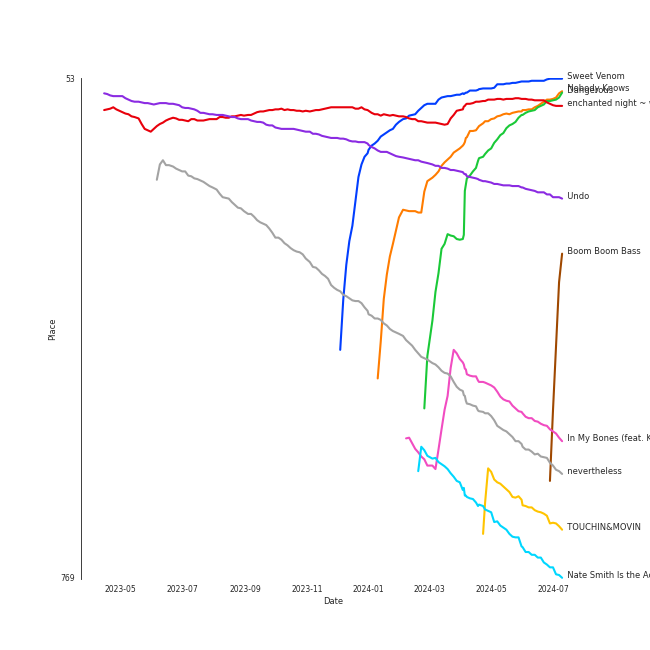 53
Sweet Venom
Nobody Knows
Dangerous
enchanted night ~
Undo
Boom Boom Bass
Place
In My Bones (feat. K
nevertheless
TOUCHIN&MOVIN
769
Nate Smith Is the
2023-05
2023-07
2023-09
2023-11
2024-01
2024-03
2024-05
2024-07
Date